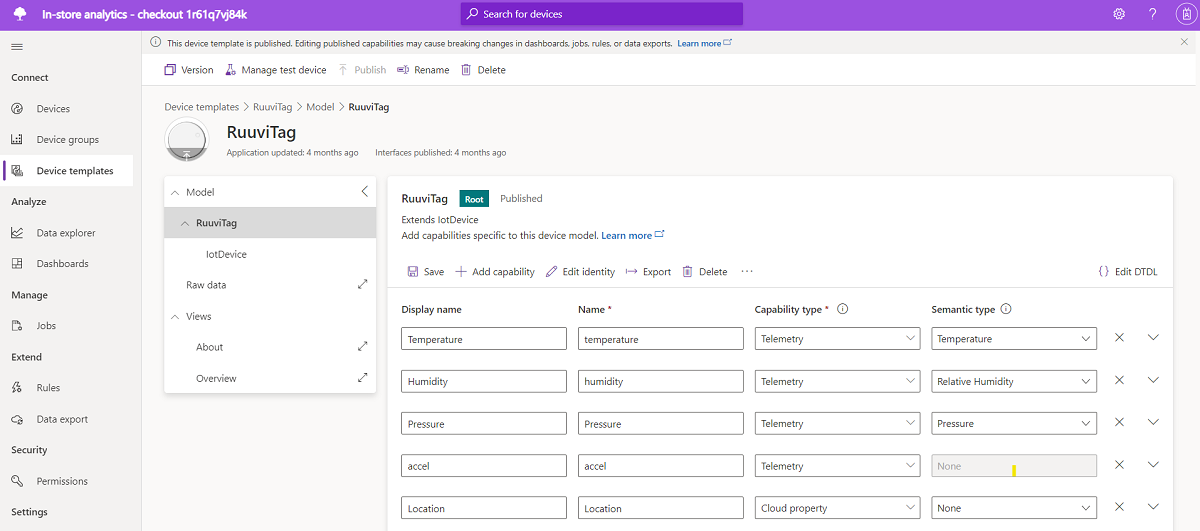 In-store analytics - checkout 1r61q7vj84k
Search for devices
?
This device template is published. Editing published capabilities may cause breaking changes in dashboards, jobs, rules, or data exports. Learn more
Version Manage test device Publish Rename Delete
Connect
Devices
Device groups
Device templates
Analyze
Data explorer
Dashboards
Manage
Jobs
Extend
Rules
Data export
Security
Permissions
Settings
Device templates > RuuviTag > Model > RuuviTag
RuuviTag
Application updated: 4 months ago Interfaces published: 4 months ago
Model
RuuviTag
IotDevice
Raw data
Views
About
Overview
RuuviTag Root Published
Extends IotDevice
Add capabilities specific to this device model. Learn more
Save Add capability Edit identity Export Delete ··· {} Edit DTDL
Display name Name * Capability type * Semantic type
Temperature temperature Telemetry Temperature
Humidity humidity Telemetry Relative Humidity
Pressure Pressure Telemetry Pressure
accel accel Telemetry None
Location Location Cloud property None